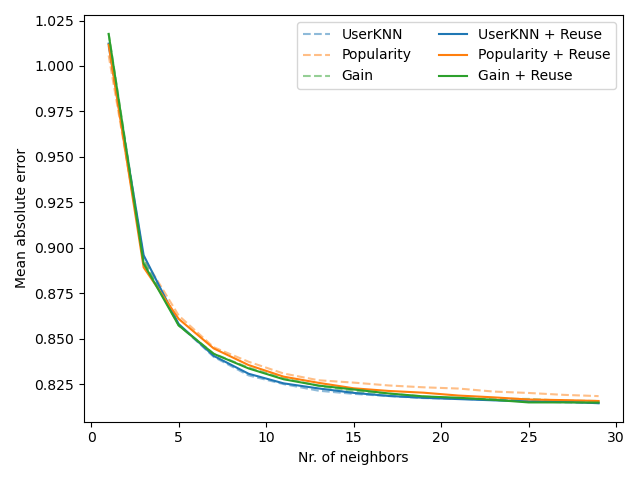 1.025
1.000
0.975
0.950
0.925
0.900
0.875
0.850
0.825
Mean absolute error
0
5
10
15
20
25
30
Nr. of neighbors
UserKNN
Popularity
Gain
UserKNN + Reuse
Popularity + Reuse
Gain + Reuse